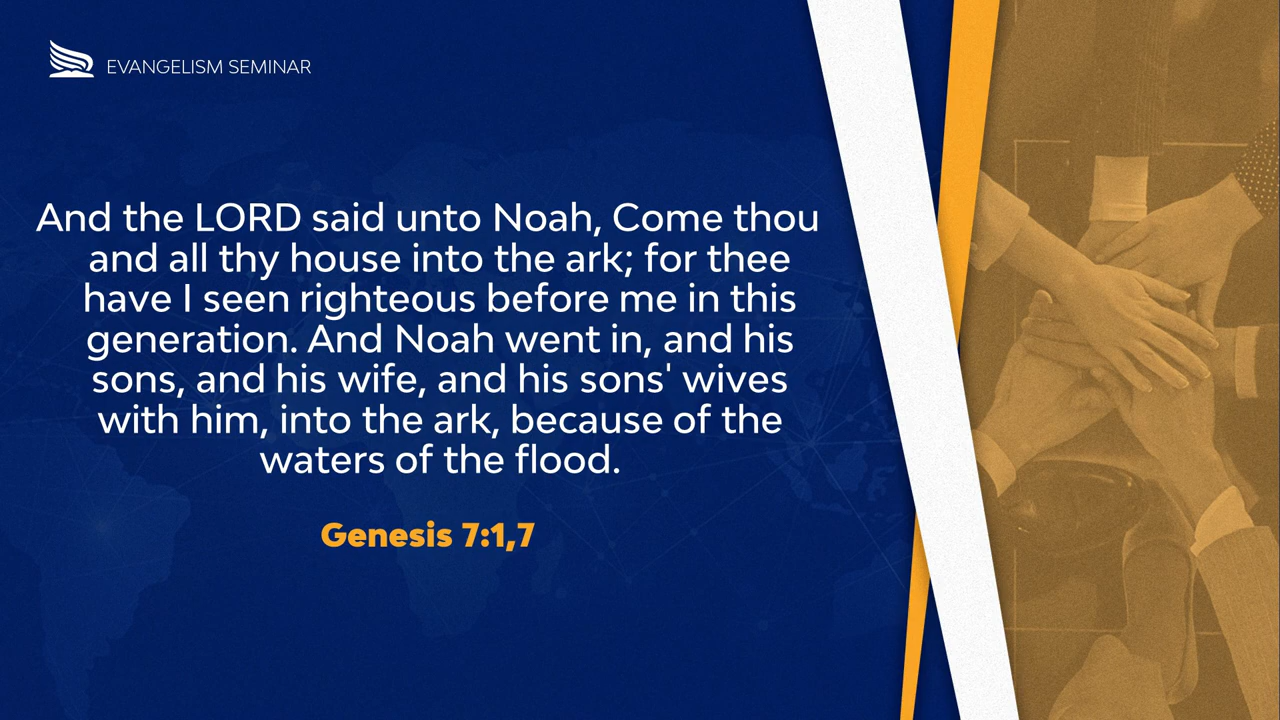 EVANGELISM SEMINAR
And the LORD said unto Noah, Come thou
and all thy house into the ark; for thee
have I seen righteous before me in this
generation. And Noah went in, and his
sons, and his wife, and his sons' wives
with him, into the ark, because of the
waters of the flood.
Genesis 7:1,7